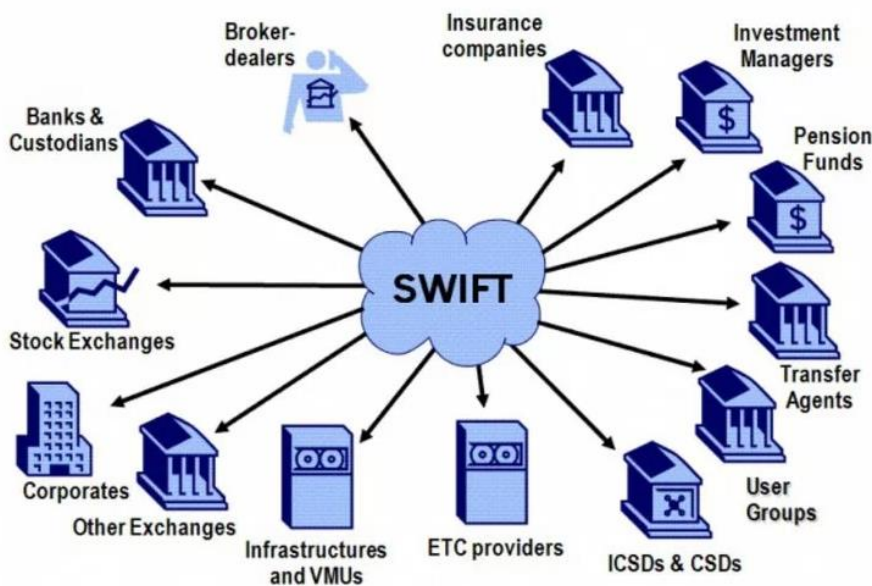 Broker-
dealers
Insurance
companies
Investment
Managers
Banks &
Custodians
Pension
Funds
SWIFT
Stock Exchanges
Transfer
Agents
Corporates
Other Exchanges
Infrastructures
and VMUs
ETC providers
ICSDs & CSDs
User
Groups
$
$